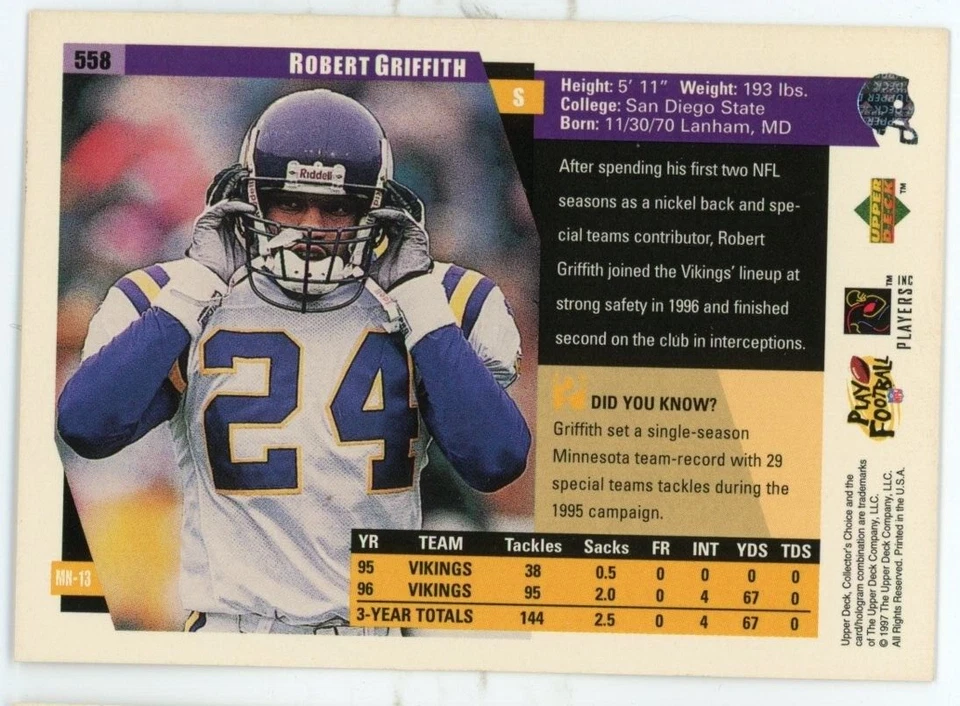 558
ROBERT GRIFFITH
S
Height: 5' 11" Weight: 193 lbs.
College: San Diego State
Born: 11/30/70 Lanham, MD
After spending his first two NFL
seasons as a nickel back and spe-
cial teams contributor, Robert
Griffith joined the Vikings' lineup at
strong safety in 1996 and finished
second on the club in interceptions.
DID YOU KNOW?
Griffith set a single-season
Minnesota team-record with 29
special teams tackles during the
1995 campaign.
YR TEAM Tackles Sacks FR INT YDS TDS
95 VIKINGS 38 0.5 0 0 0 0
96 VIKINGS 95 2.0 0 4 67 0
3-YEAR TOTALS 144 2.5 0 4 67 0
MN-13
Riddell
24
UPPER DECK™
PLAYERS INC™
PLAY FOOTBALL
NFL
Upper Deck, Collector's Choice and the
card/hologram combination are trademarks
of The Upper Deck Company, LLC.
© 1997 The Upper Deck Company, LLC.
All Rights Reserved. Printed in the U.S.A.